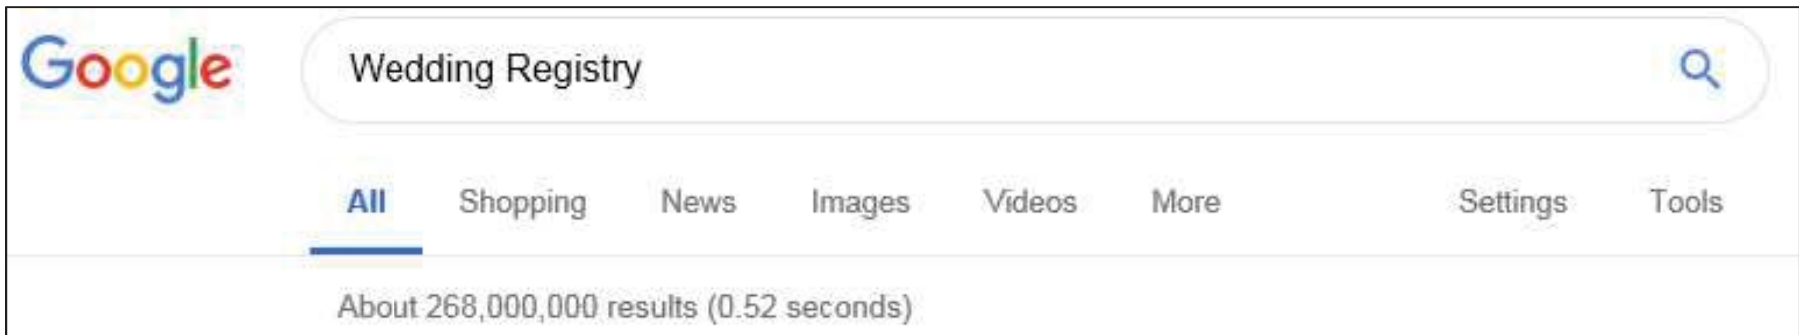 Google Wedding Registry
All Shopping News Images Videos More Settings Tools
About 268,000,000 results (0.52 seconds)